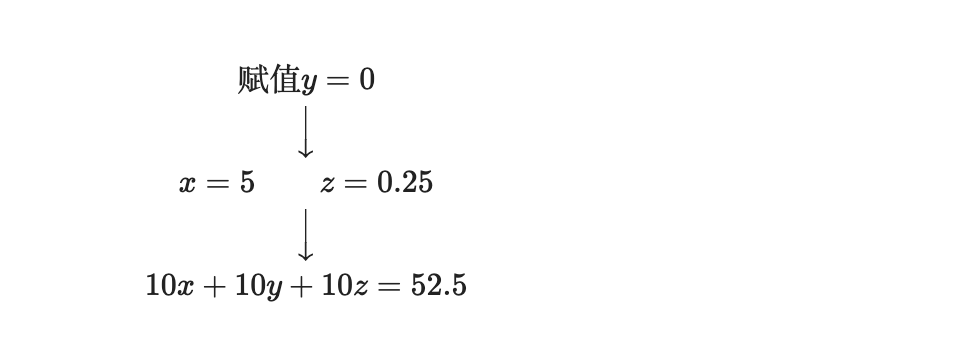 赋值y = 0
x = 5 z = 0.25
10x + 10y + 10z = 52.5